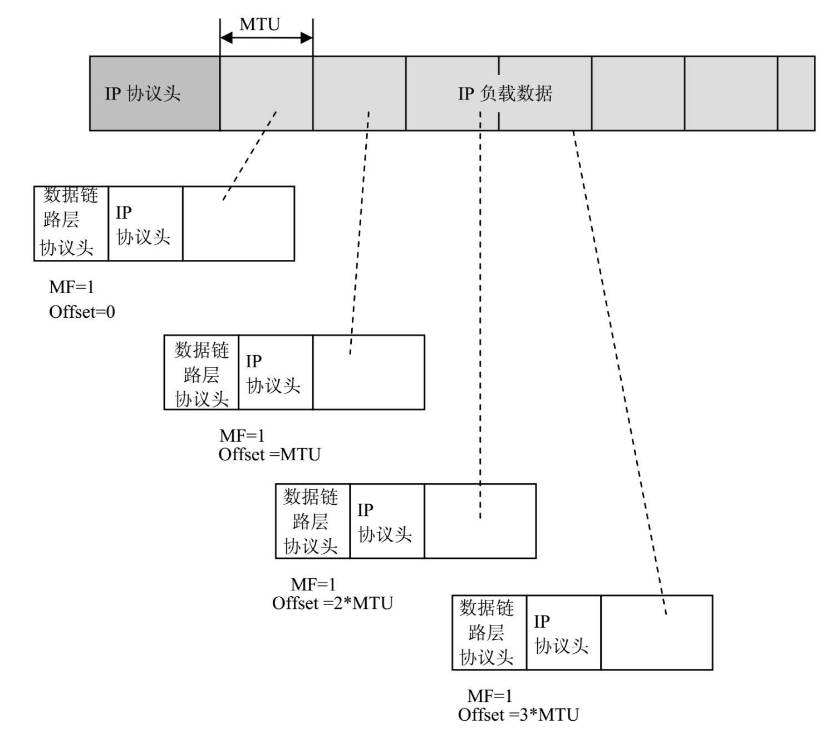 MTU
IP 协议头
IP 负载数据
数据链
路层
协议头
IP
协议头
MF=1
Offset=0
数据链
路层
协议头
IP
协议头
MF=1
Offset =MTU
数据链
路层
协议头
IP
协议头
MF=1
Offset =2*MTU
数据链
路层
协议头
IP
协议头
MF=1
Offset =3*MTU